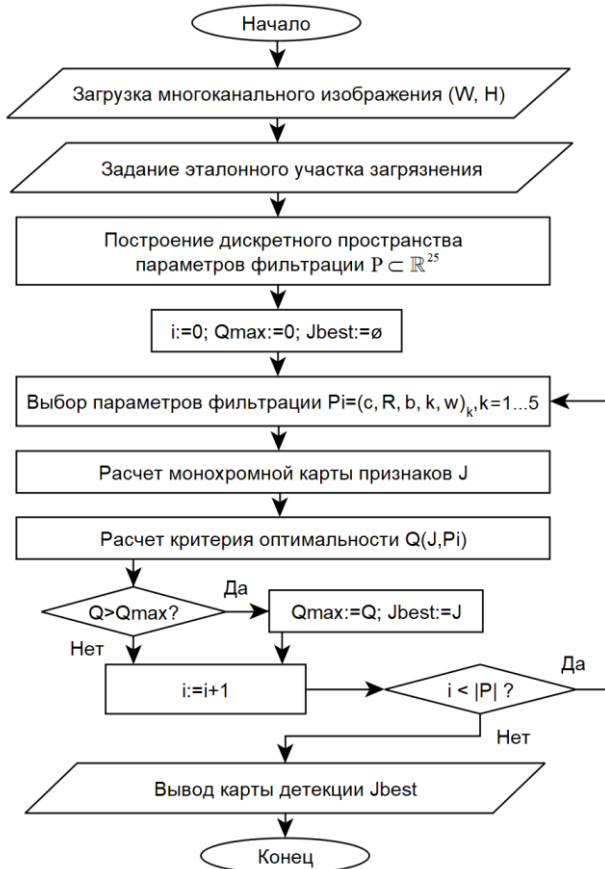 Начало
Загрузка многоканального изображения (W, H)
Задание эталонного участка загрязнения
Построение дискретного пространства
параметров фильтрации P ⊂ ℝ²⁵
i:=0; Qmax:=0; Jbest:=ø
Выбор параметров фильтрации Pi=(c, R, b, k, w)ₖ,k=1...5
Расчет монохромной карты признаков J
Расчет критерия оптимальности Q(J,Pi)
Q>Qmax?
Да
Qmax:=Q; Jbest:=J
Нет
i:=i+1
i < |P| ?
Да
Нет
Вывод карты детекции Jbest
Конец